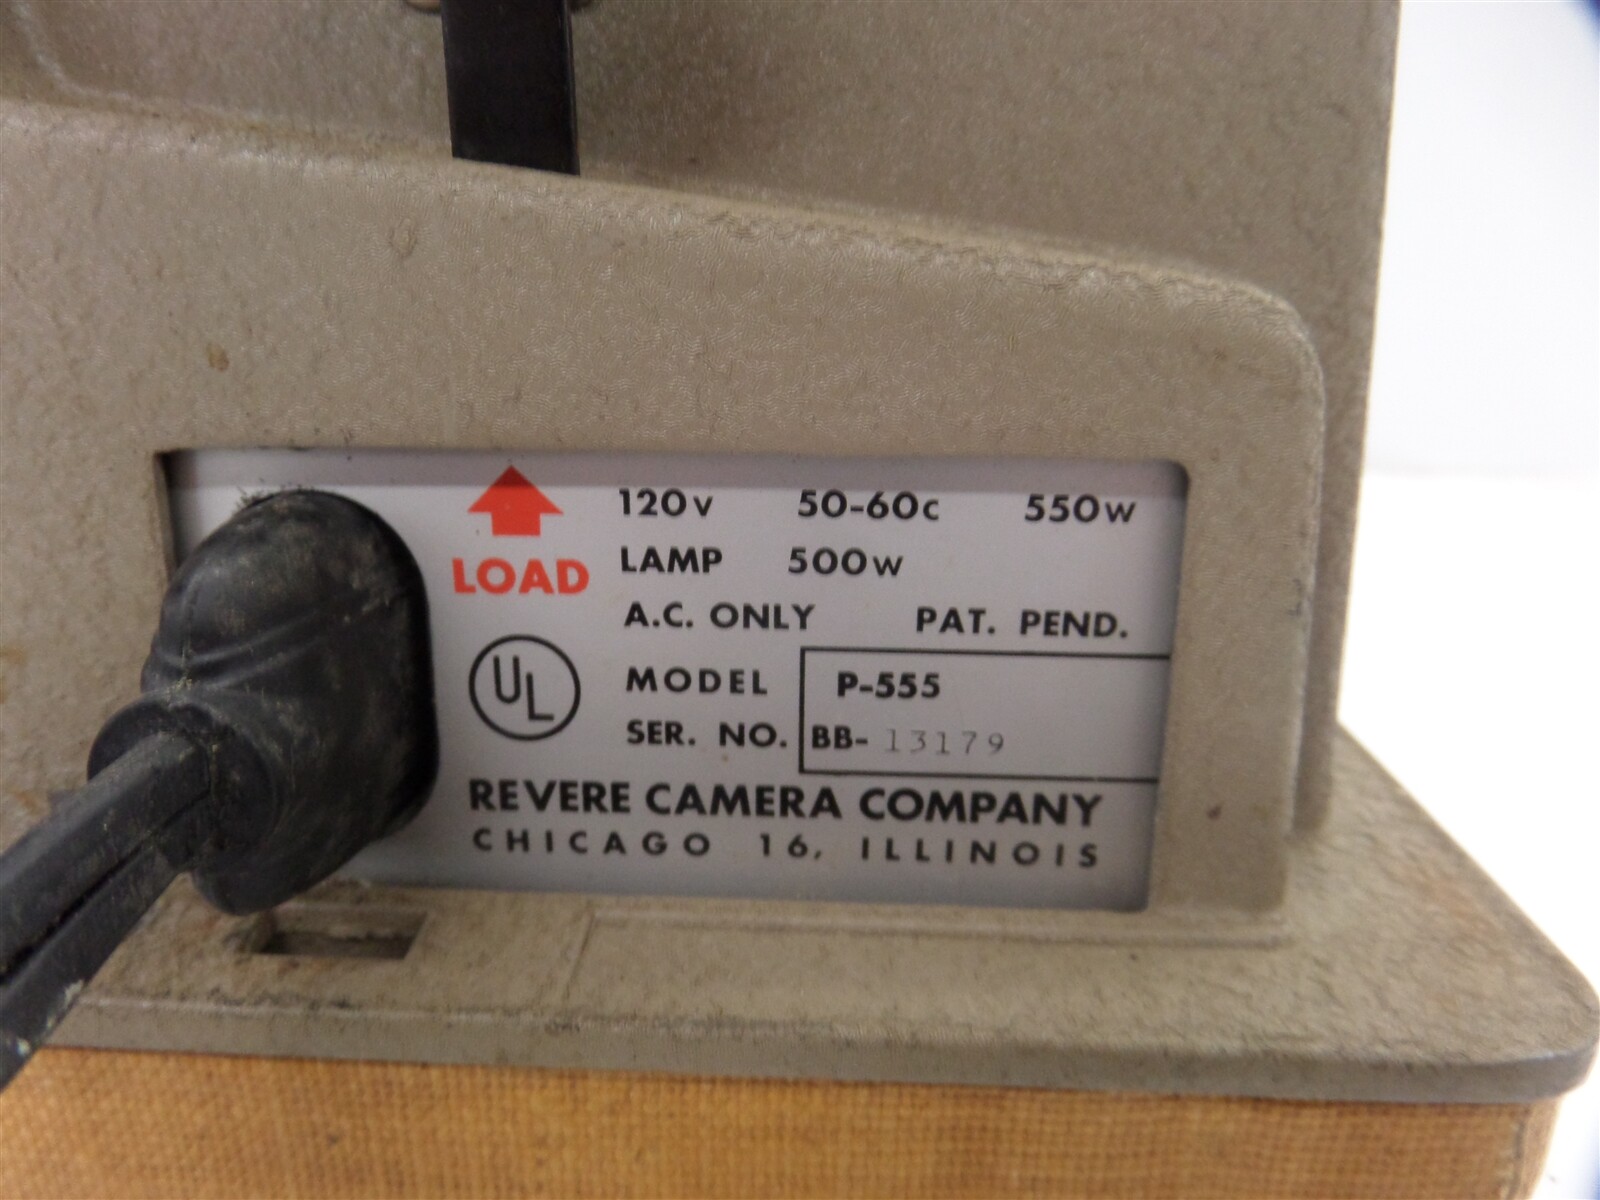 LOAD
120V 50-60C 550W
LAMP 500W
A.C. ONLY PAT. PEND.
UL
MODEL P-555
SER. NO. BB- 13179
REVERE CAMERA COMPANY
CHICAGO 16, ILLINOIS